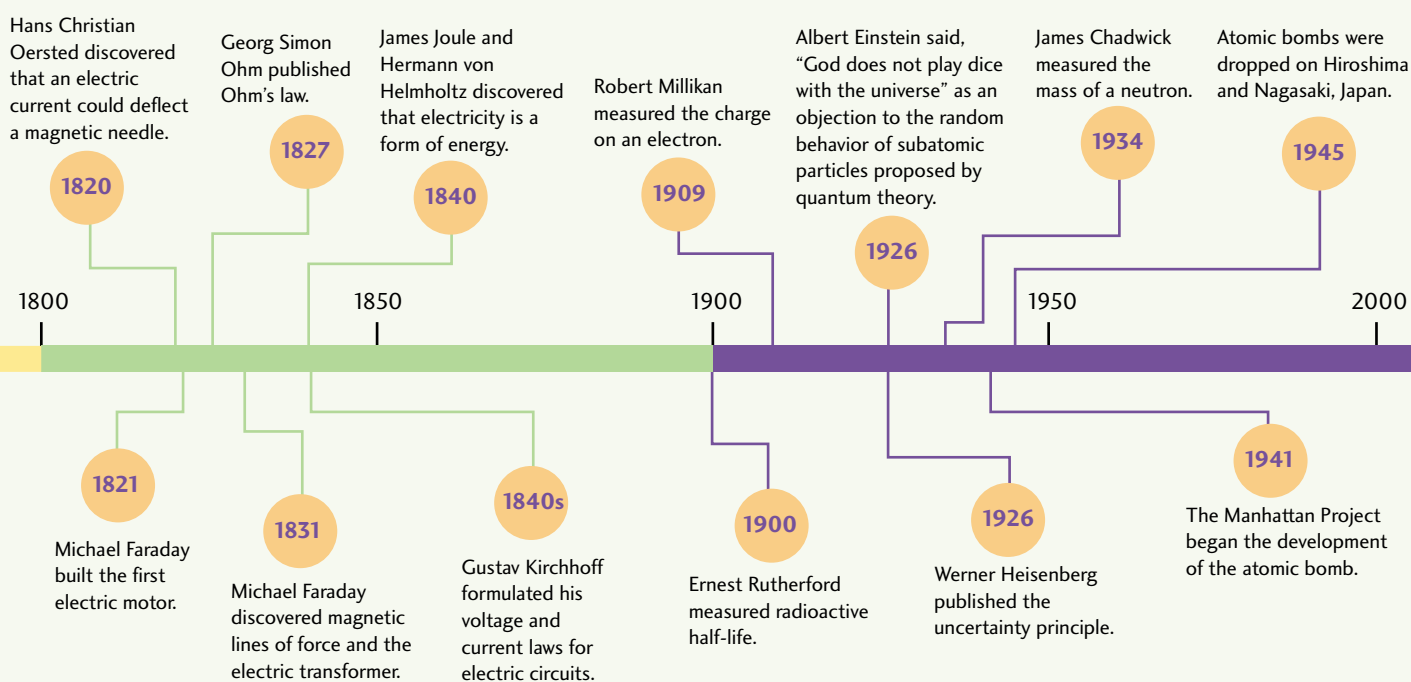 Hans Christian
Oersted discovered
that an electric
current could deflect
a magnetic needle.
1820
Georg Simon
Ohm published
Ohm's law.
1827
James Joule and
Hermann von
Helmholtz discovered
that electricity is a
form of energy.
1840
Robert Millikan
measured the charge
on an electron.
1909
Albert Einstein said,
“God does not play dice
with the universe” as an
objection to the random
behavior of subatomic
particles proposed by
quantum theory.
1926
James Chadwick
measured the
mass of a neutron.
1934
Atomic bombs were
dropped on Hiroshima
and Nagasaki, Japan.
1945
1800
1850
1900
1950
2000
1821
Michael Faraday
built the first
electric motor.
1831
Michael Faraday
discovered magnetic
lines of force and the
electric transformer.
1840s
Gustav Kirchhoff
formulated his
voltage and
current laws for
electric circuits.
1900
Ernest Rutherford
measured radioactive
half-life.
1926
Werner Heisenberg
published the
uncertainty principle.
1941
The Manhattan Project
began the development
of the atomic bomb.